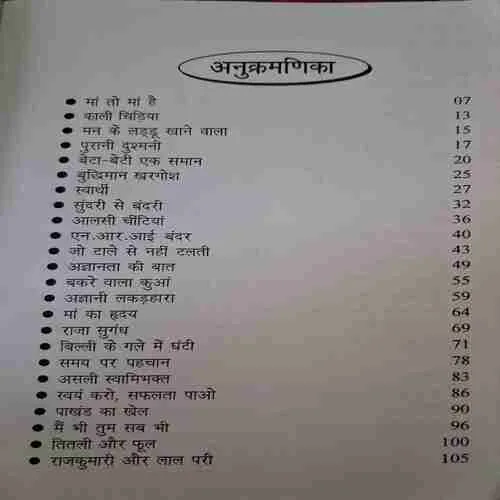 अनुक्रमणिका
● मां तो मां है 07
● काली चिड़िया 13
● मन के लड्डू खाने वाला 15
● पुरानी दुश्मनी 17
● बेटा-बेटी एक समान 20
● बुद्धिमान खरगोश 25
● स्वार्थी 27
● सुंदरी से बंदरी 32
● आलसी चींटियां 36
● एन.आर.आई बंदर 40
● जो टाले से नहीं टलती 43
● अज्ञानता की बात 49
● बकरे वाला कुआं 55
● अज्ञानी लकड़हारा 59
● मां का हृदय 64
● राजा सुगंध 69
● बिल्ली के गले में घंटी 71
● समय पर पहचान 78
● असली स्वामिभक्त 83
● स्वयं करो, सफलता पाओ 86
● पाखंड का खेल 90
● मैं भी तुम सब भी 96
● तितली और फूल 100
● राजकुमारी और लाल परी 105